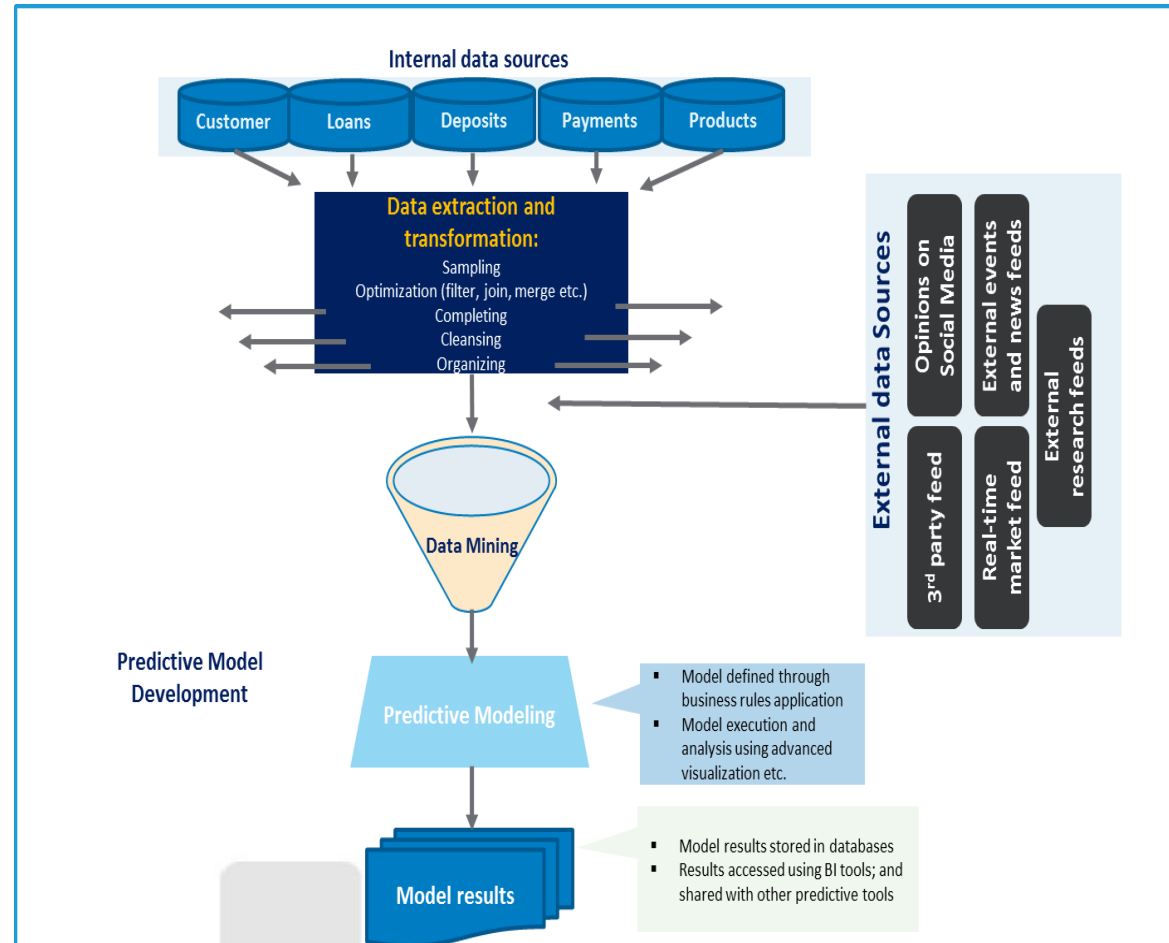 Internal data sources
Customer
Loans
Deposits
Payments
Products
Data extraction and
transformation:
Sampling
Optimization (filter, join, merge etc.)
Completing
Cleansing
Organizing
External data Sources
Opinions on
Social Media
External events
and news feeds
External
research feeds
3rd party feed
Real-time
market feed
Data Mining
Predictive Model
Development
Predictive Modeling
▪ Model defined through
business rules application
▪ Model execution and
analysis using advanced
visualization etc.
Model results
▪ Model results stored in databases
▪ Results accessed using BI tools; and
shared with other predictive tools